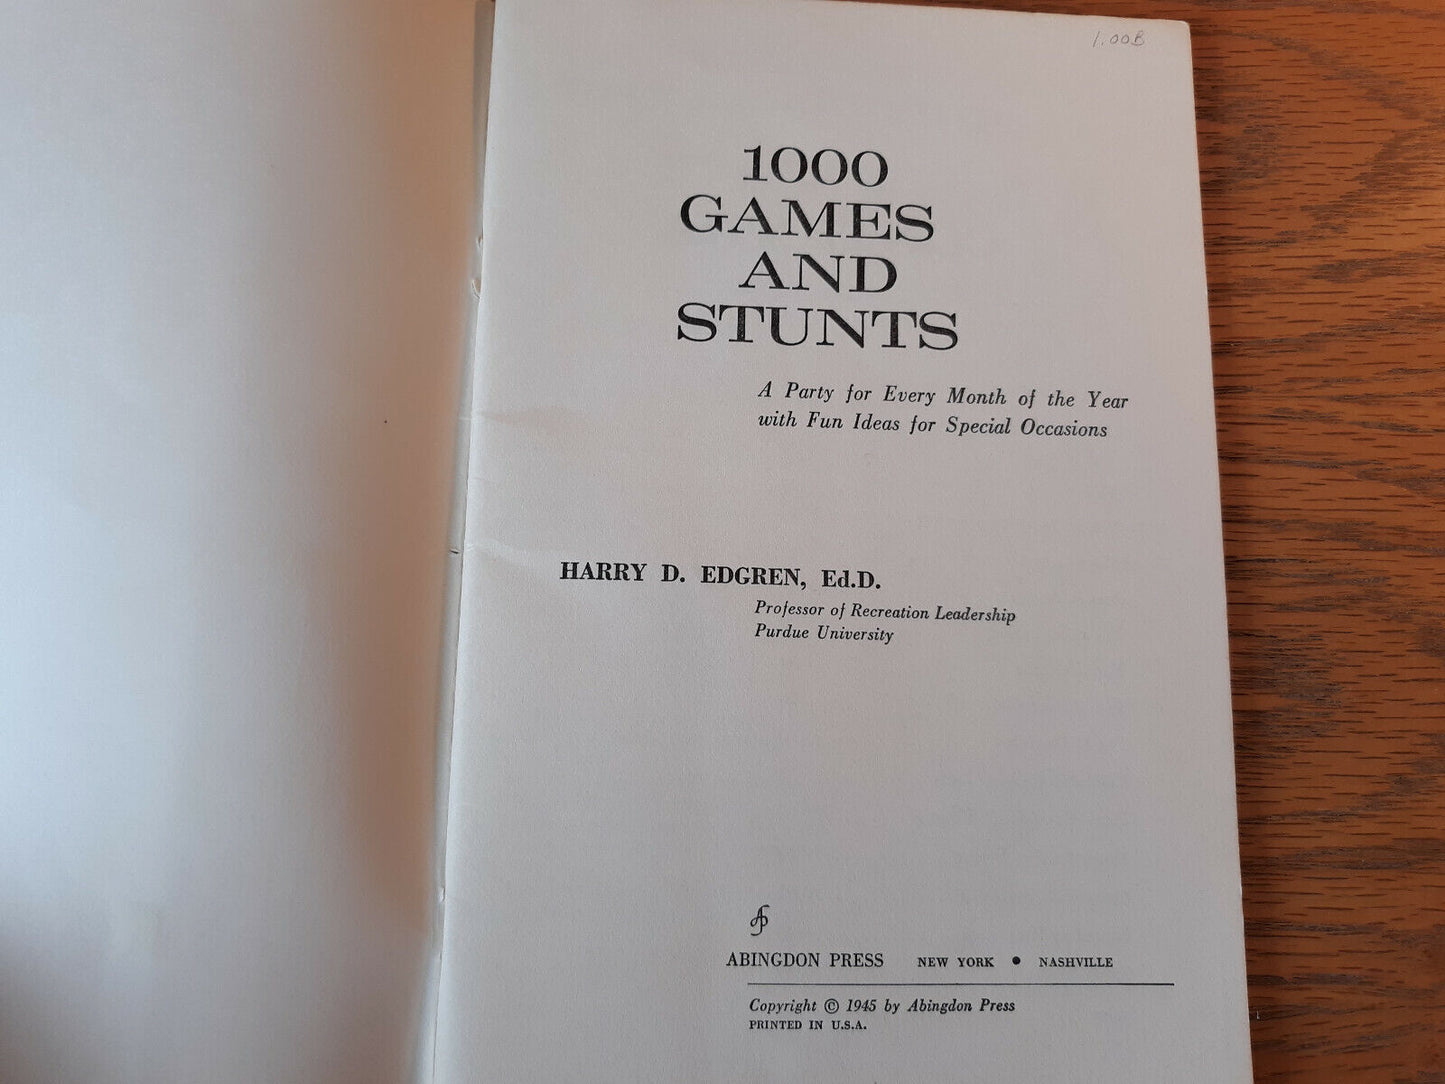 1.00B
1000
GAMES
AND
STUNTS
A Party for Every Month of the Year
with Fun Ideas for Special Occasions
HARRY D. EDGREN, Ed.D.
Professor of Recreation Leadership
Purdue University
AP
ABINGDON PRESS NEW YORK • NASHVILLE
Copyright © 1945 by Abingdon Press
PRINTED IN U.S.A.